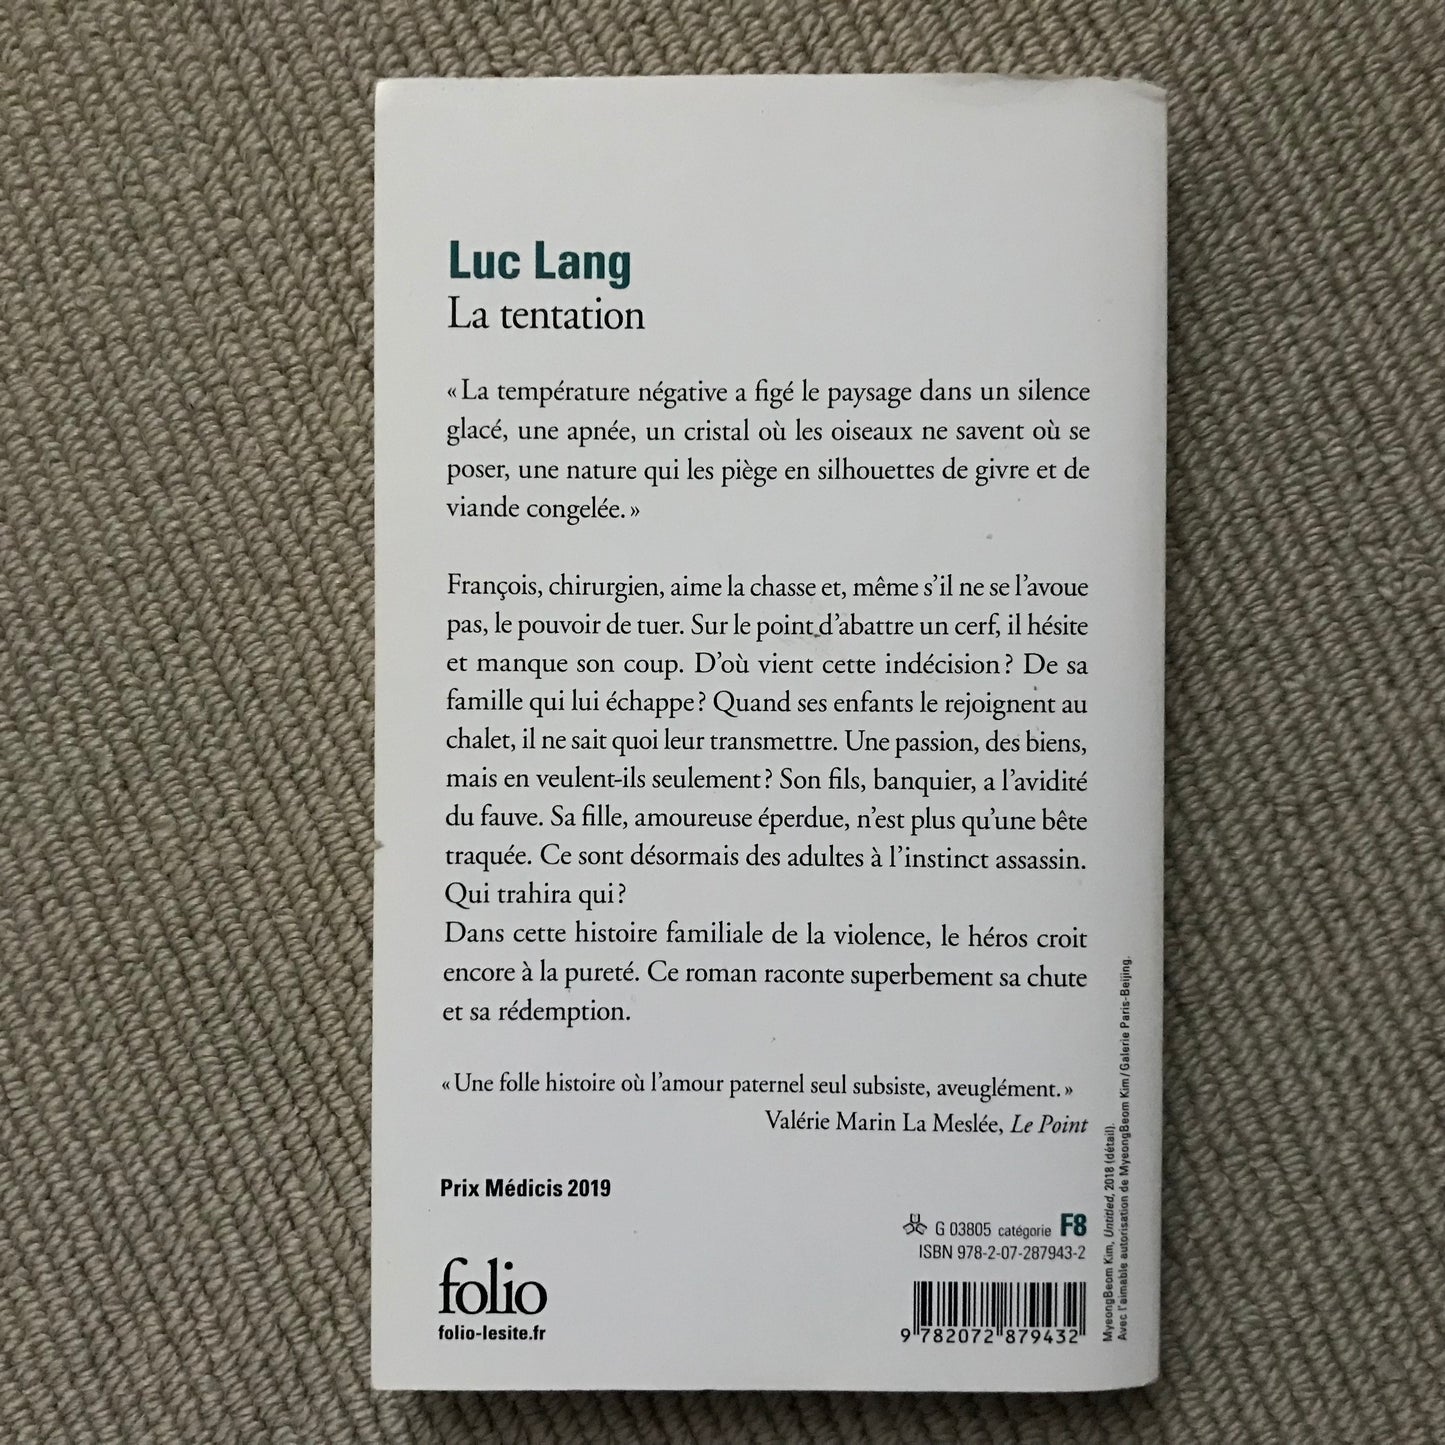 Luc Lang
La tentation
« La température négative a figé le paysage dans un silence
glacé, une apnée, un cristal où les oiseaux ne savent où se
poser, une nature qui les piège en silhouettes de givre et de
viande congelée. »
François, chirurgien, aime la chasse et, même s'il ne se l'avoue
pas, le pouvoir de tuer. Sur le point d'abattre un cerf, il hésite
et manque son coup. D'où vient cette indécision ? De sa
famille qui lui échappe ? Quand ses enfants le rejoignent au
chalet, il ne sait quoi leur transmettre. Une passion, des biens,
mais en veulent-ils seulement ? Son fils, banquier, a l'avidité
du fauve. Sa fille, amoureuse éperdue, n'est plus qu'une bête
traquée. Ce sont désormais des adultes à l'instinct assassin.
Qui trahira qui ?
Dans cette histoire familiale de la violence, le héros croit
encore à la pureté. Ce roman raconte superbement sa chute
et sa rédemption.
« Une folle histoire où l'amour paternel seul subsiste, aveuglément. »
Valérie Marin La Meslée, Le Point
Prix Médicis 2019
G 03805 catégorie F8
ISBN 978-2-07-287943-2
folio
folio-lesite.fr
9 782072 879432
MyeongBeom Kim, Untitled, 2018 (détail).
Avec l'aimable autorisation de MyeongBeom Kim / Galerie Paris-Beijing.